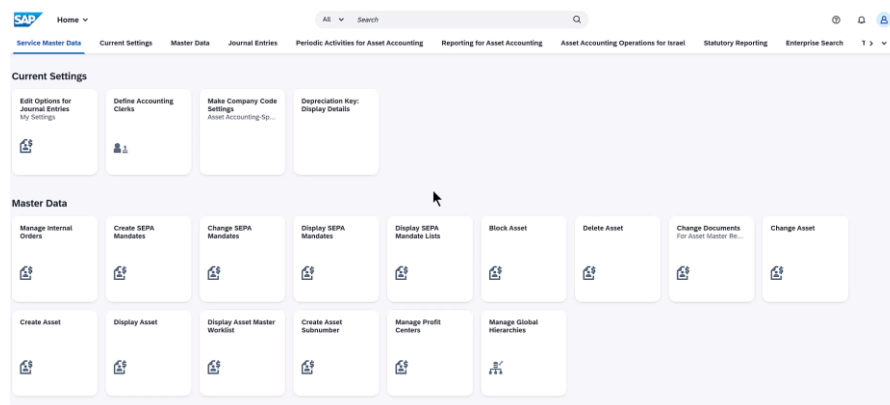 SAP
Home
All
Search
Service Master Data
Current Settings
Master Data
Journal Entries
Periodic Activities for Asset Accounting
Reporting for Asset Accounting
Asset Accounting Operations for Israel
Statutory Reporting
Enterprise Search
T
Current Settings
Edit Options for
Journal Entries
My Settings
Define Accounting
Clerks
Make Company Code
Settings
Asset Accounting-Sp...
Depreciation Key:
Display Details
Master Data
Manage Internal
Orders
Create SEPA
Mandates
Change SEPA
Mandates
Display SEPA
Mandates
Display SEPA
Mandate Lists
Block Asset
Delete Asset
Change Documents
For Asset Master Re...
Change Asset
Create Asset
Display Asset
Display Asset Master
Worklist
Create Asset
Subnumber
Manage Profit
Centers
Manage Global
Hierarchies